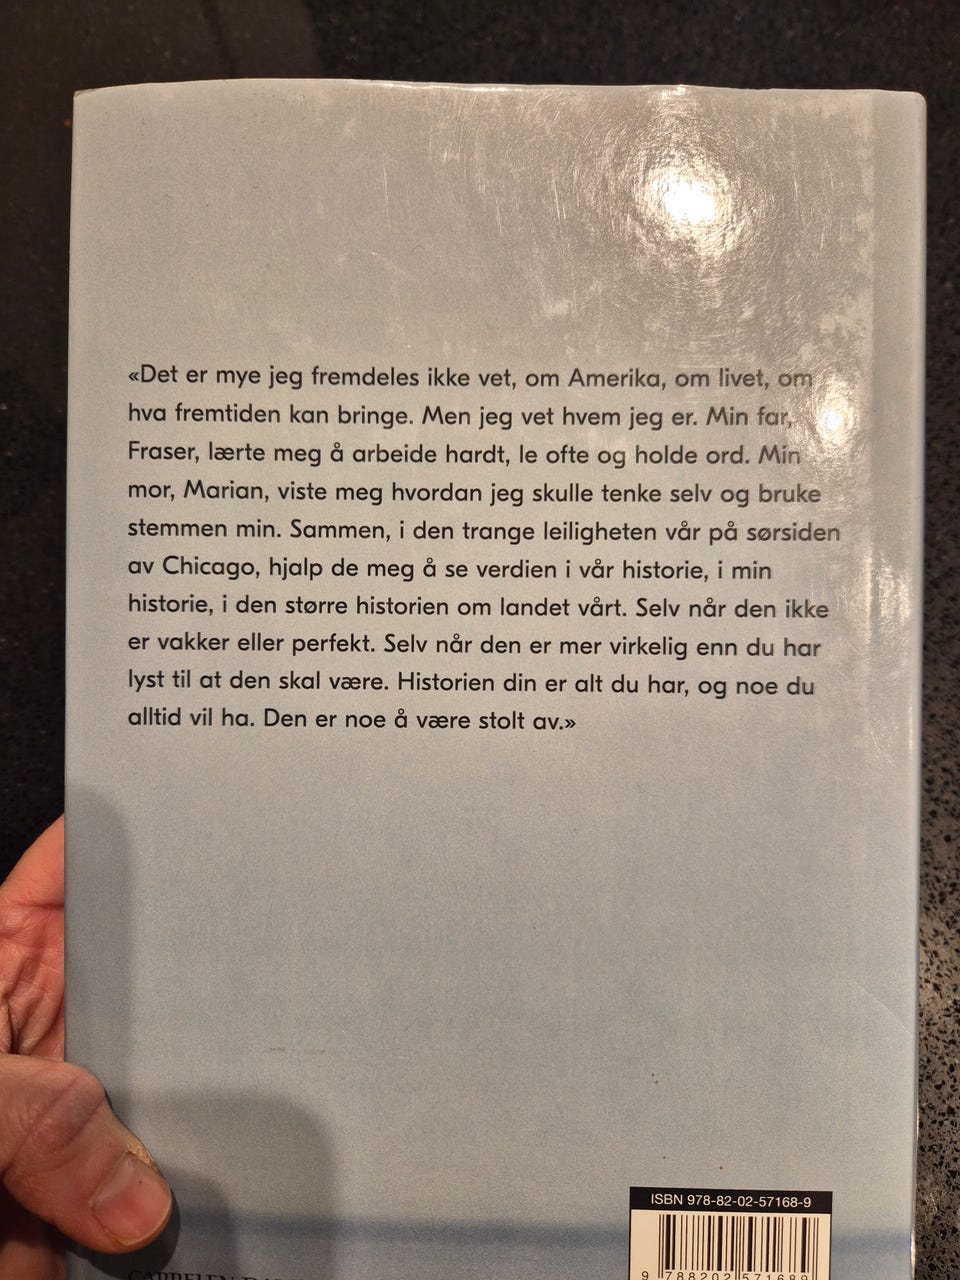 «Det er mye jeg fremdeles ikke vet, om Amerika, om livet, om
hva fremtiden kan bringe. Men jeg vet hvem jeg er. Min far,
Fraser, lærte meg å arbeide hardt, le ofte og holde ord. Min
mor, Marian, viste meg hvordan jeg skulle tenke selv og bruke
stemmen min. Sammen, i den trange leiligheten vår på sørsiden
av Chicago, hjalp de meg å se verdien i vår historie, i min
historie, i den større historien om landet vårt. Selv når den ikke
er vakker eller perfekt. Selv når den er mer virkelig enn du har
lyst til at den skal være. Historien din er alt du har, og noe du
alltid vil ha. Den er noe å være stolt av.»
ISBN 978-82-02-57168-9
9 788202 571689
CAPPELEN